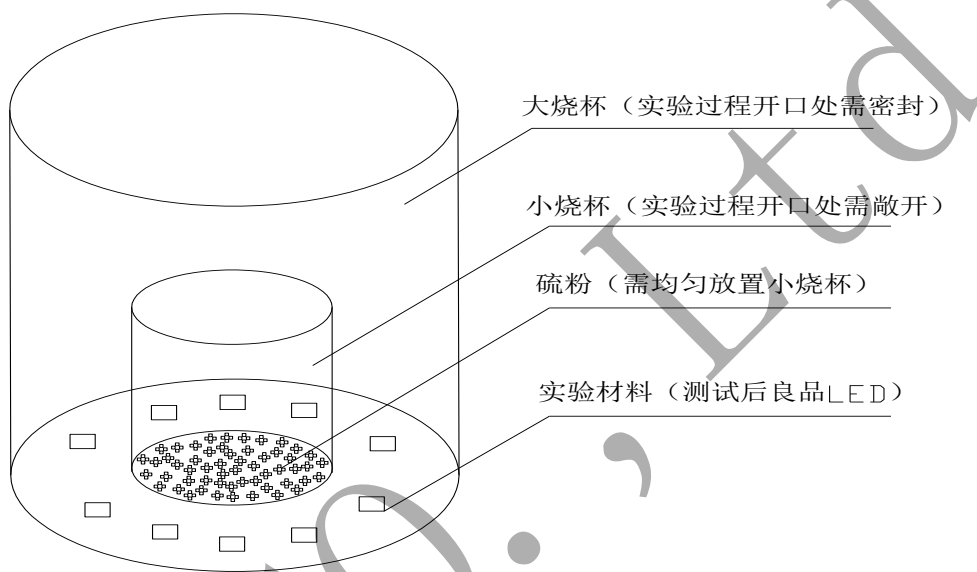 大烧杯（实验过程开口处需密封）
小烧杯（实验过程开口处需敞开）
硫粉（需均匀放置小烧杯）
实验材料（测试后良品LED）
o., Ltd